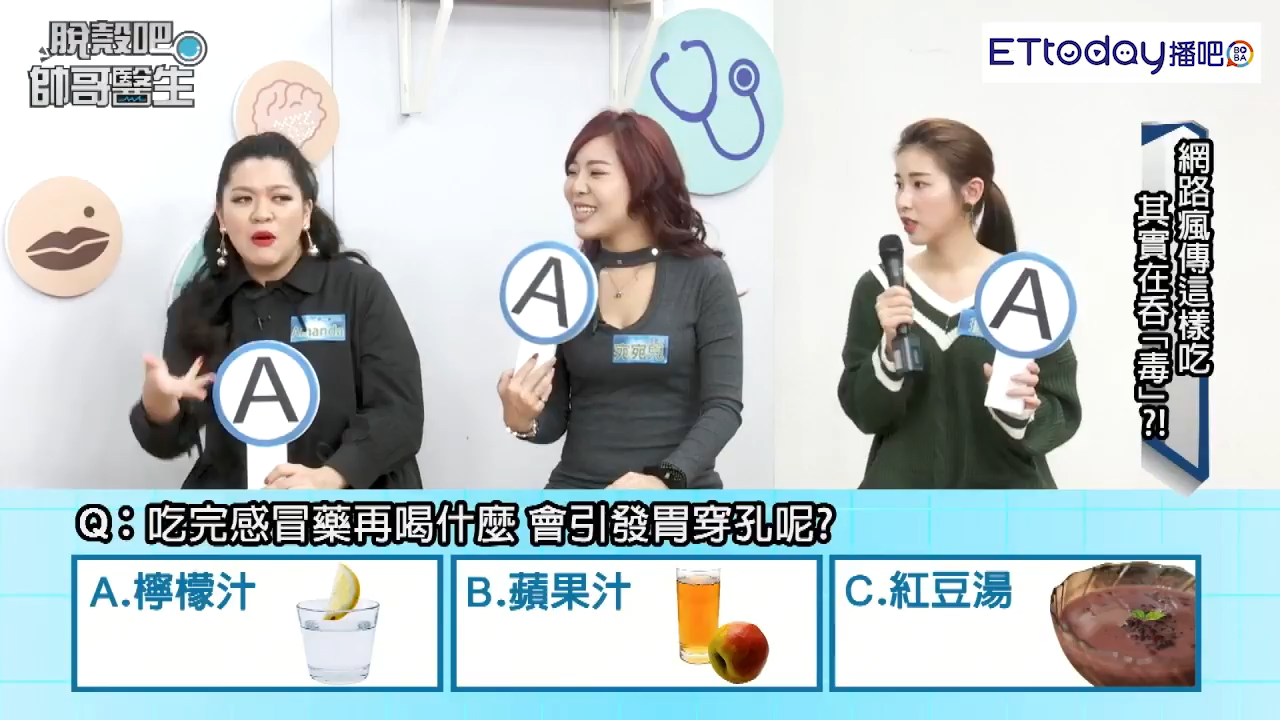 脫殼吧
帥哥醫生
ETtoday播吧
BOBA
網路瘋傳這樣吃
其實在吞「毒」?!
Amanda
A
A
A
Q：吃完感冒藥再喝什麼 會引發胃穿孔呢?
A.檸檬汁
B.蘋果汁
C.紅豆湯